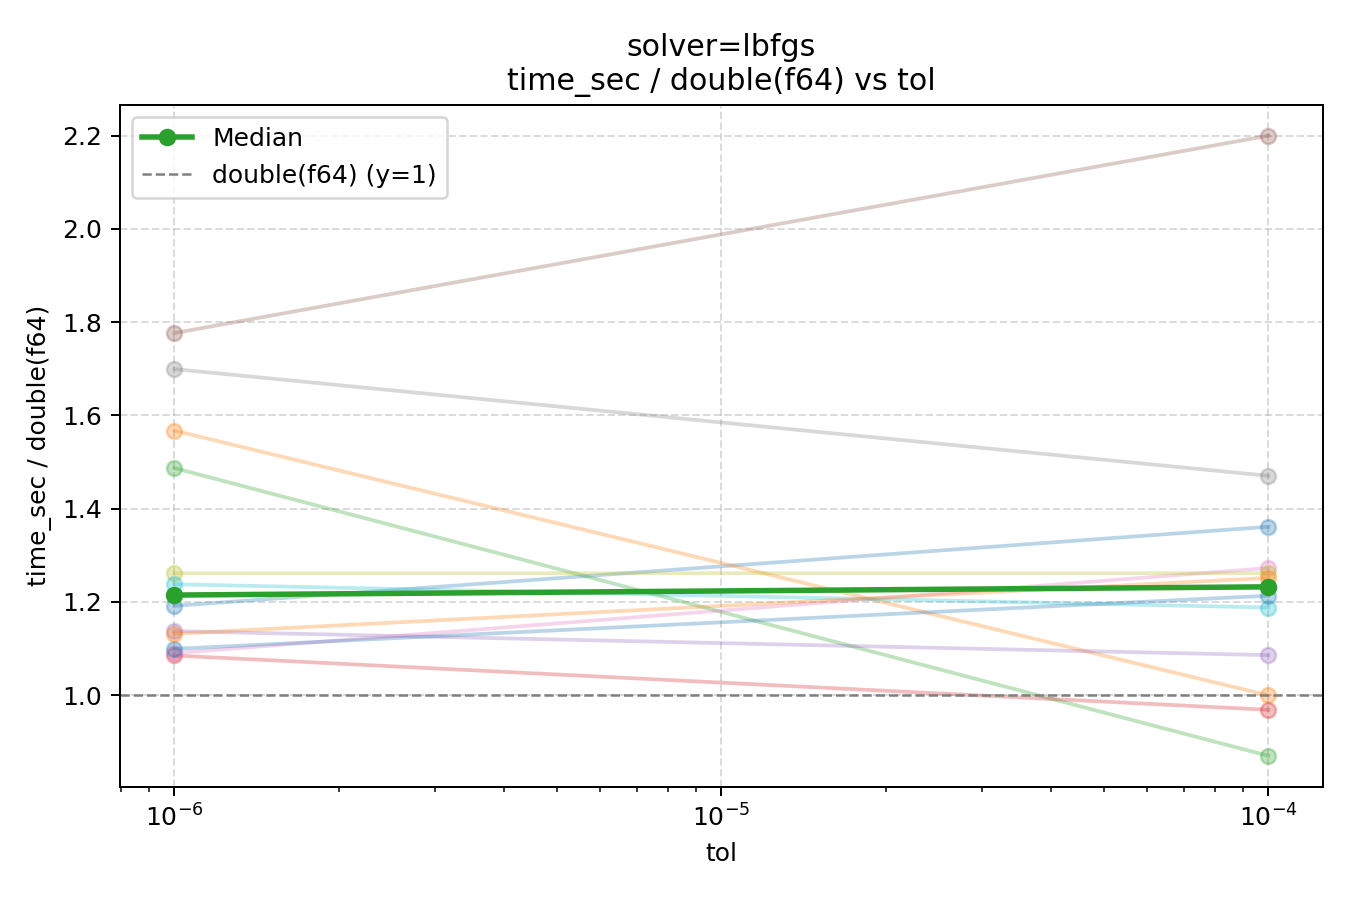 solver=lbfgs
time_sec / double(f64) vs tol
Median
double(f64) (y=1)
time_sec / double(f64)
2.2
2.0
1.8
1.6
1.4
1.2
1.0
10⁻⁶
10⁻⁵
10⁻⁴
tol